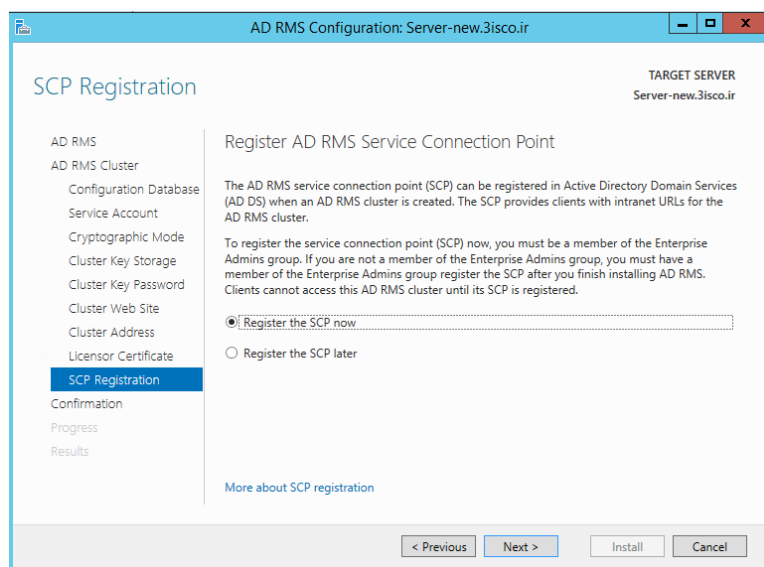 AD RMS Configuration: Server-new.3isco.ir
SCP Registration
TARGET SERVER
Server-new.3isco.ir
AD RMS
AD RMS Cluster
Configuration Database
Service Account
Cryptographic Mode
Cluster Key Storage
Cluster Key Password
Cluster Web Site
Cluster Address
Licensor Certificate
SCP Registration
Confirmation
Progress
Results
Register AD RMS Service Connection Point
The AD RMS service connection point (SCP) can be registered in Active Directory Domain Services
(AD DS) when an AD RMS cluster is created. The SCP provides clients with intranet URLs for the
AD RMS cluster.
To register the service connection point (SCP) now, you must be a member of the Enterprise
Admins group. If you are not a member of the Enterprise Admins group, you must have a
member of the Enterprise Admins group register the SCP after you finish installing AD RMS.
Clients cannot access this AD RMS cluster until its SCP is registered.
Register the SCP now
Register the SCP later
More about SCP registration
< Previous
Next >
Install
Cancel